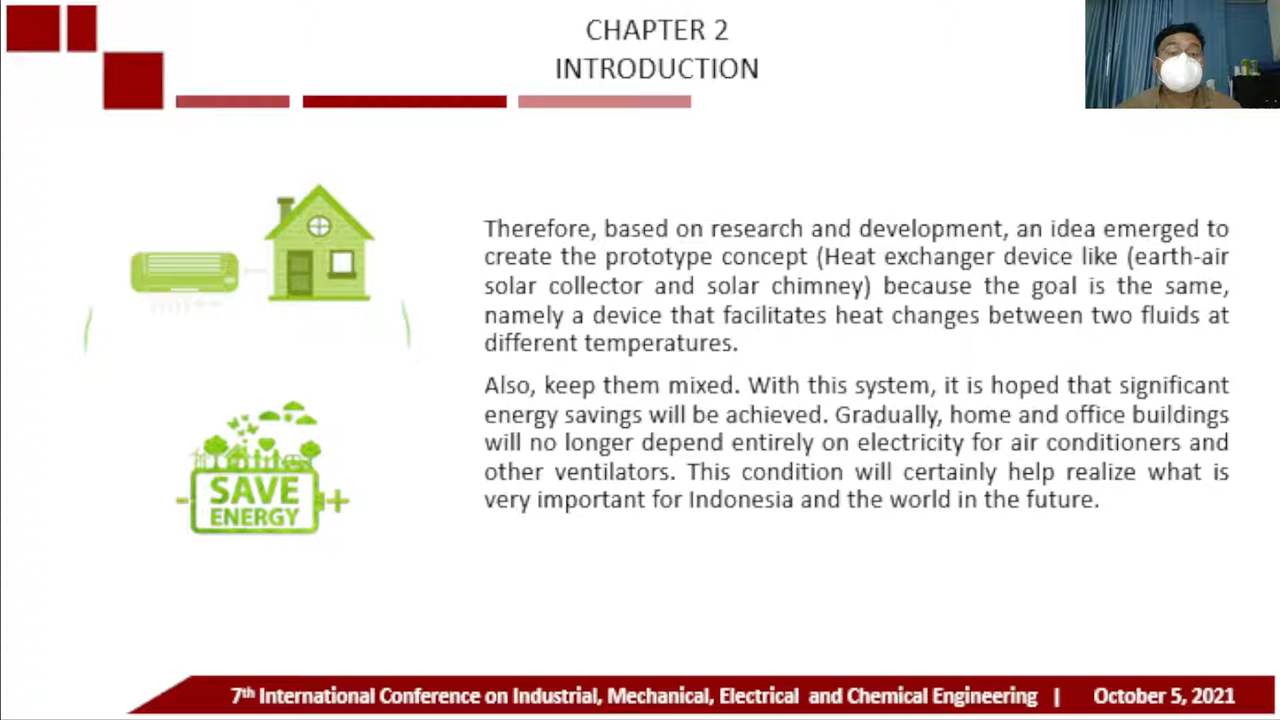 CHAPTER 2
INTRODUCTION
Therefore, based on research and development, an idea emerged to
create the prototype concept (Heat exchanger device like (earth-air
solar collector and solar chimney) because the goal is the same,
namely a device that facilitates heat changes between two fluids at
different temperatures.
Also, keep them mixed. With this system, it is hoped that significant
energy savings will be achieved. Gradually, home and office buildings
will no longer depend entirely on electricity for air conditioners and
other ventilators. This condition will certainly help realize what is
very important for Indonesia and the world in the future.
SAVE
ENERGY
7th International Conference on Industrial, Mechanical, Electrical and Chemical Engineering | October 5, 2021